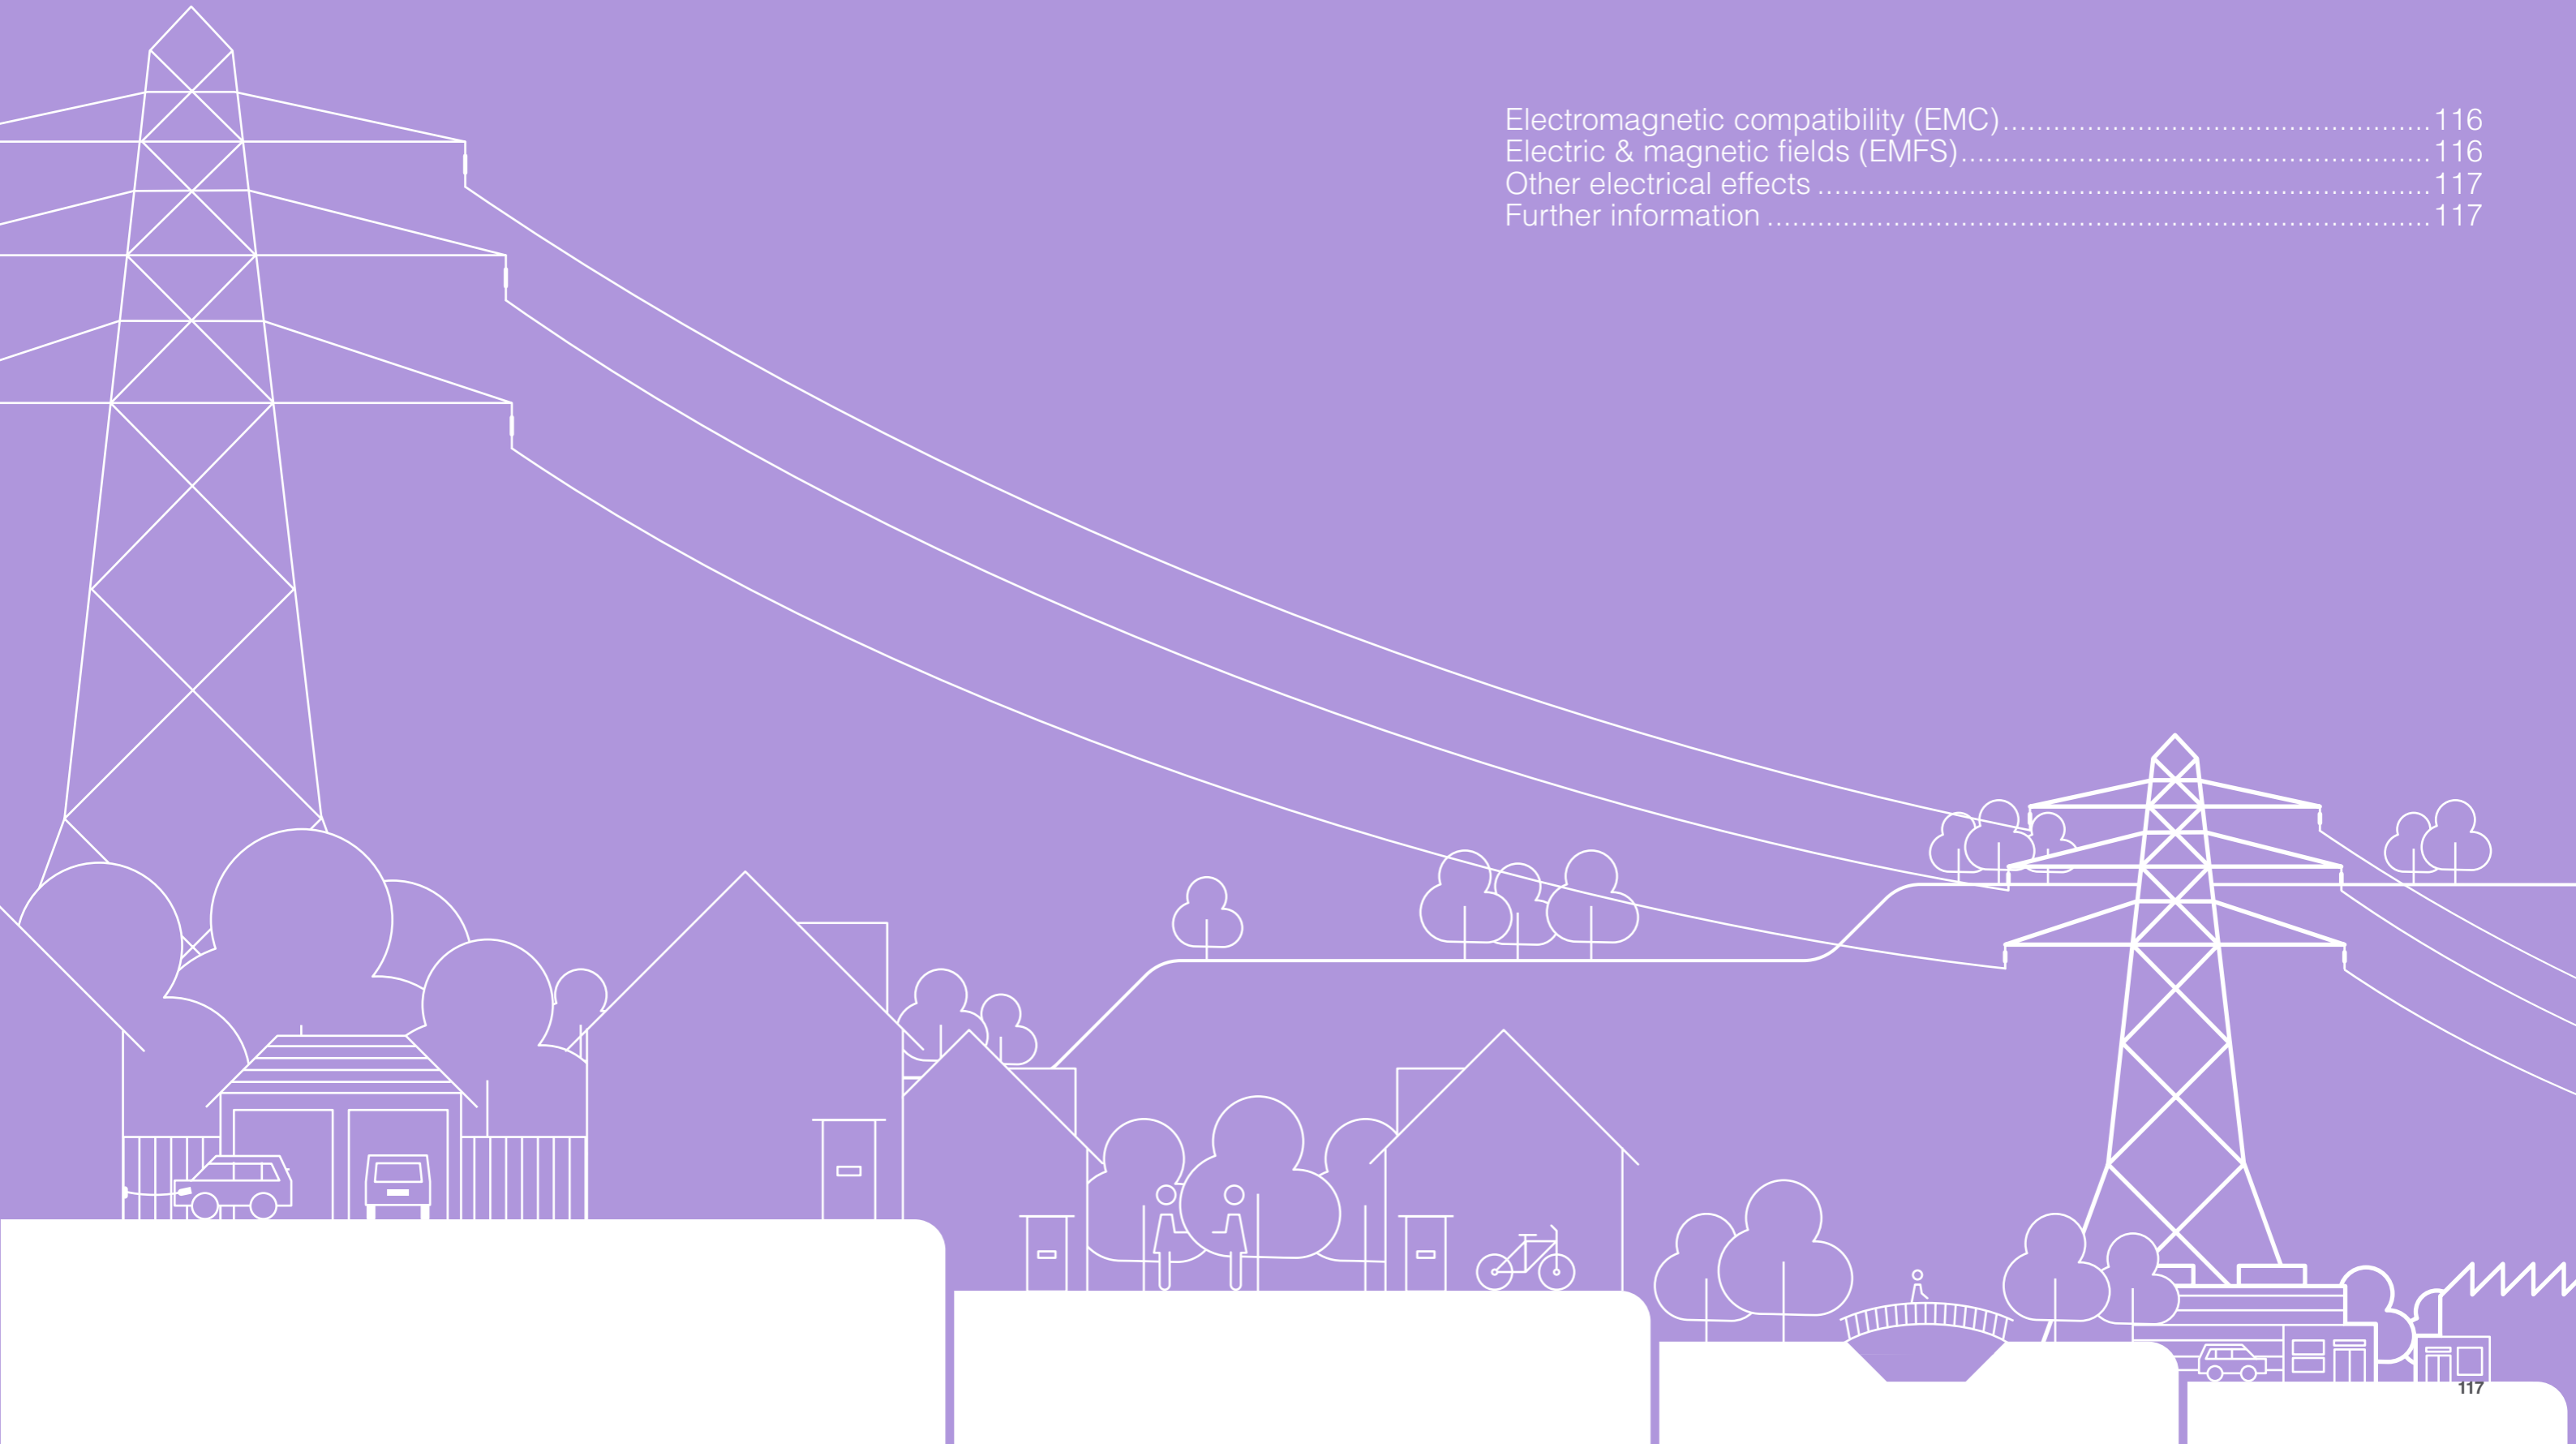 Electromagnetic compatibility (EMC)....................................................116
Electric & magnetic fields (EMFS).........................................................116
Other electrical effects ..........................................................................117
Further information ................................................................................117
117